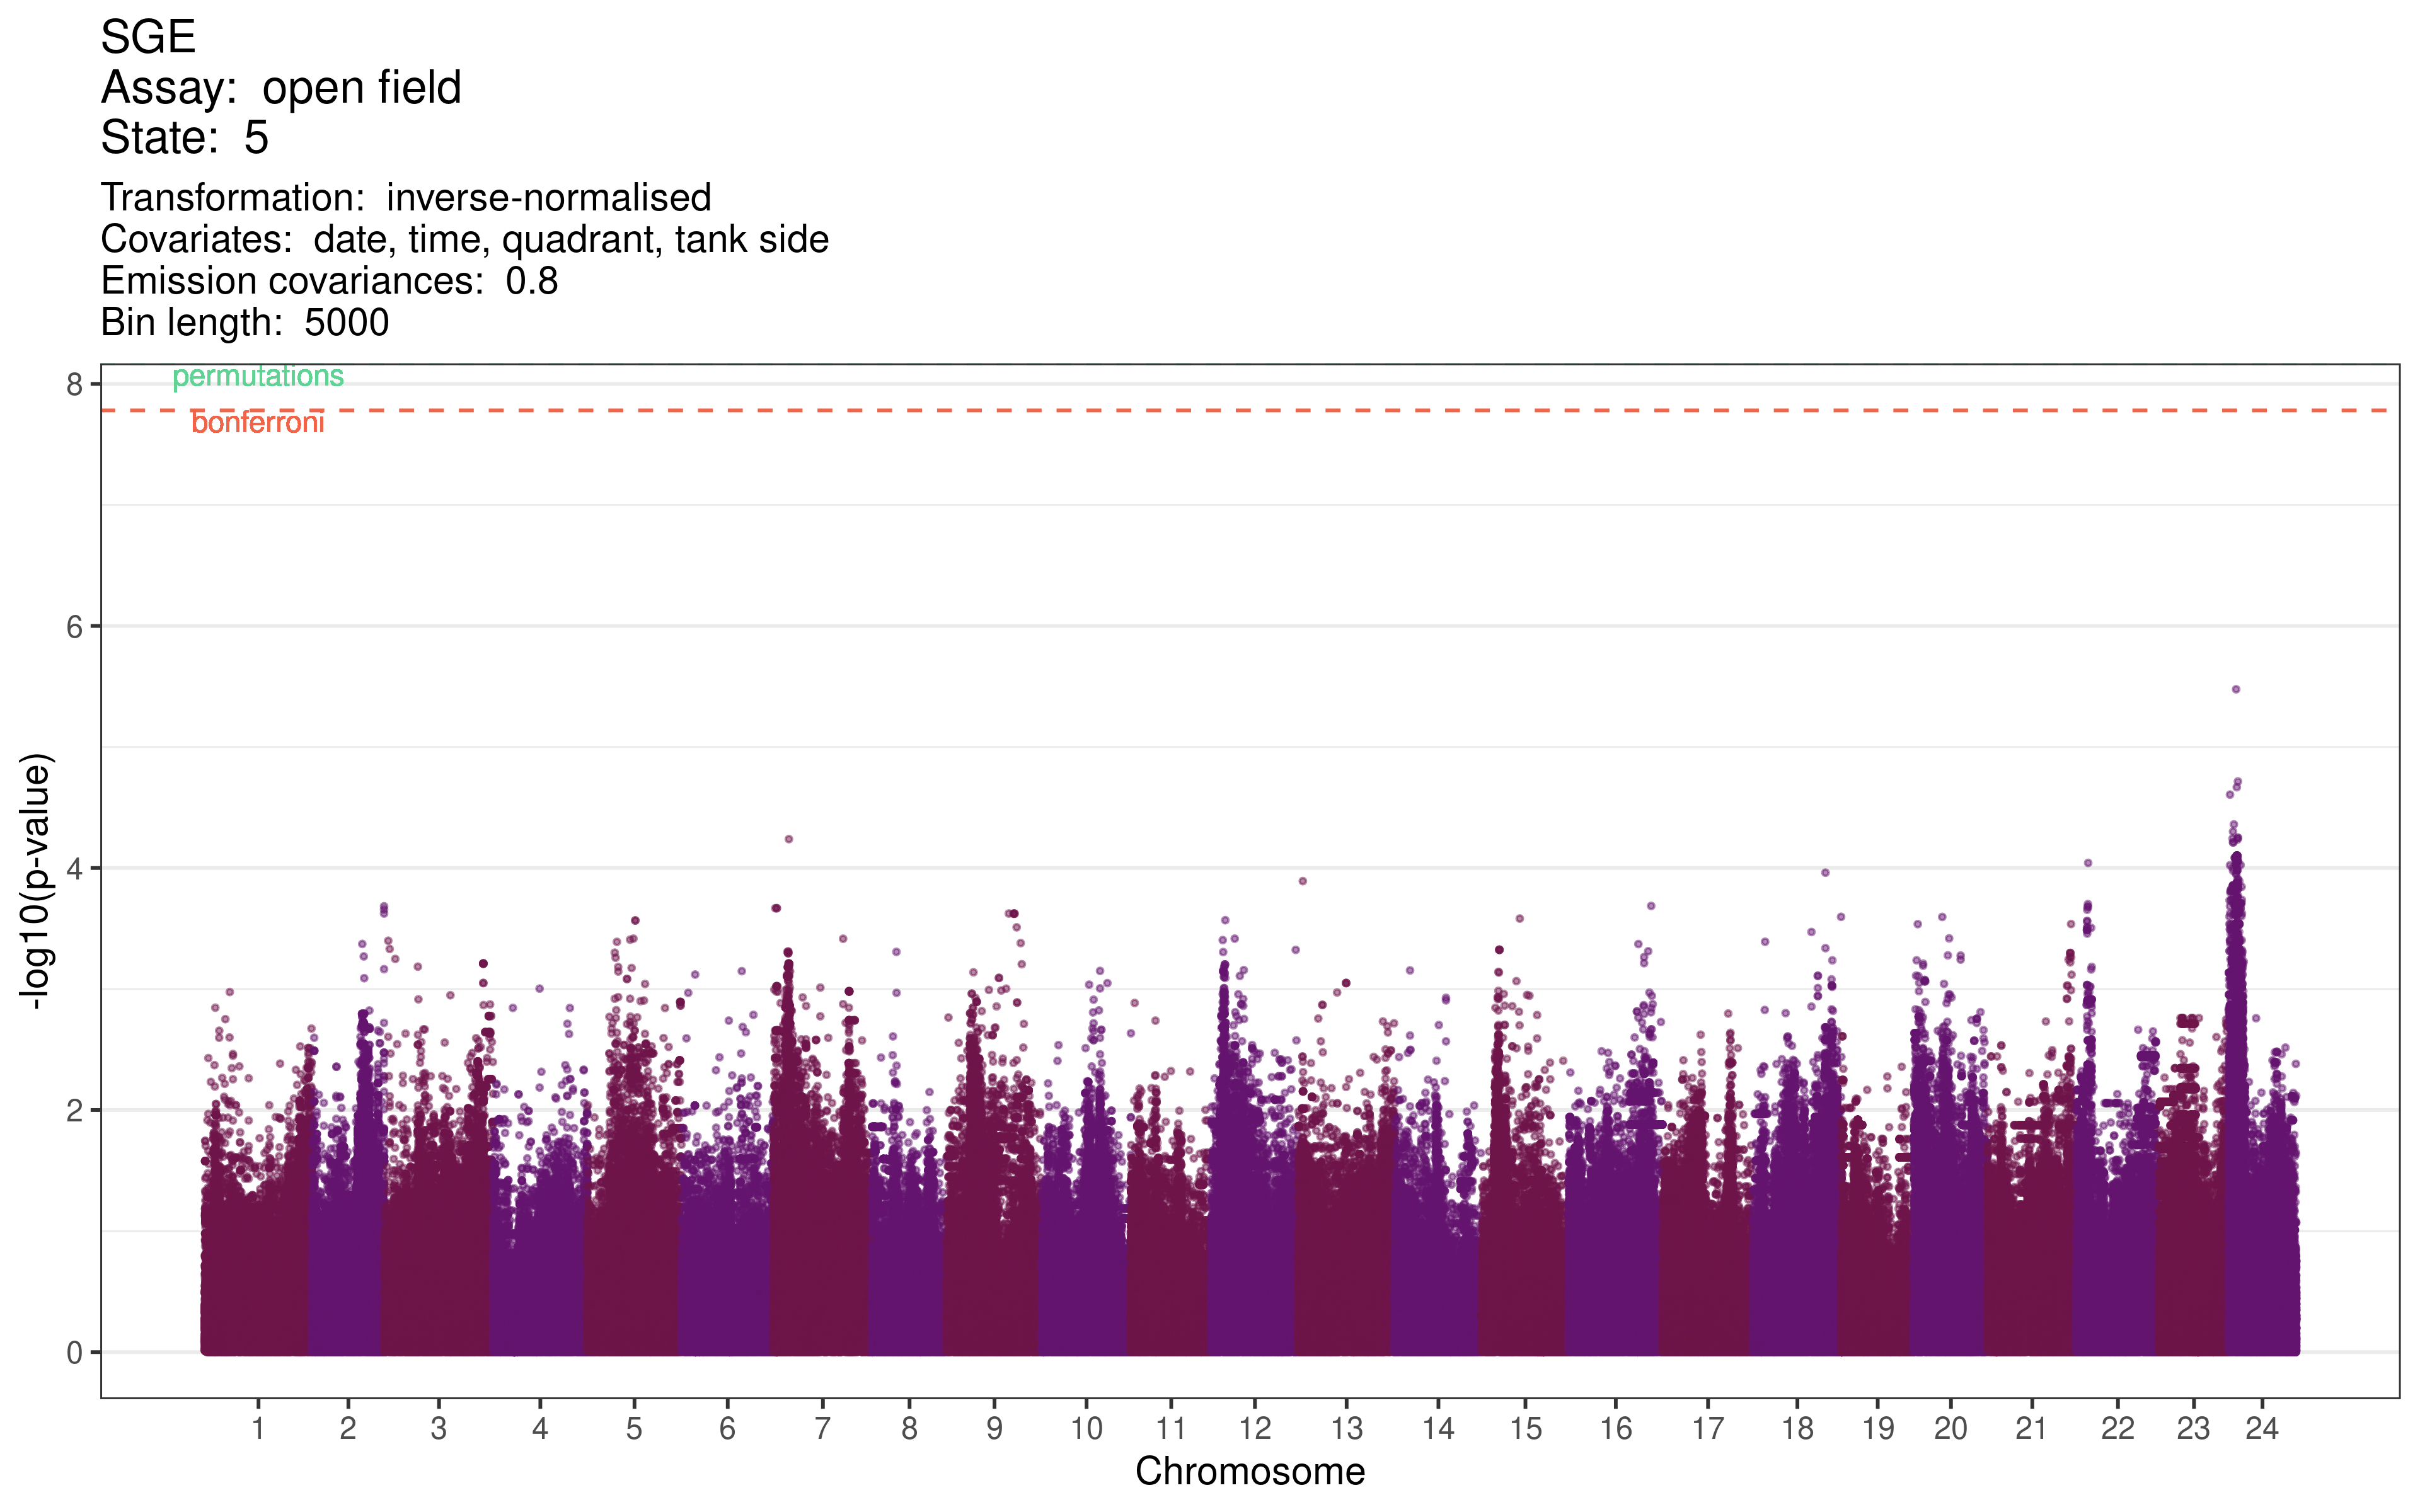 SGE
Assay: open field
State: 5
Transformation: inverse-normalised
Covariates: date, time, quadrant, tank side
Emission covariances: 0.8
Bin length: 5000
permutations
bonferroni
8
6
4
2
0
-log10(p-value)
1 2 3 4 5 6 7 8 9 10 11 12 13 14 15 16 17 18 19 20 21 22 23 24
Chromosome